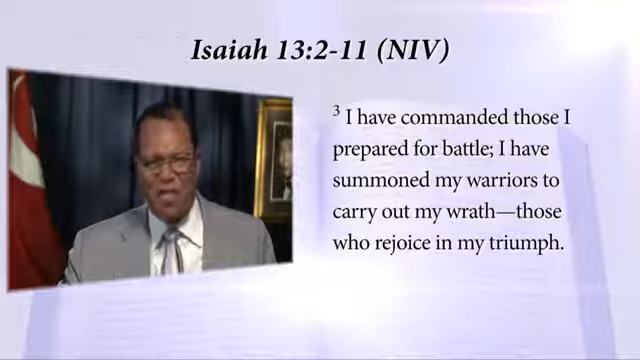 Isaiah 13:2-11 (NIV)
3 I have commanded those I
prepared for battle; I have
summoned my warriors to
carry out my wrath—those
who rejoice in my triumph.